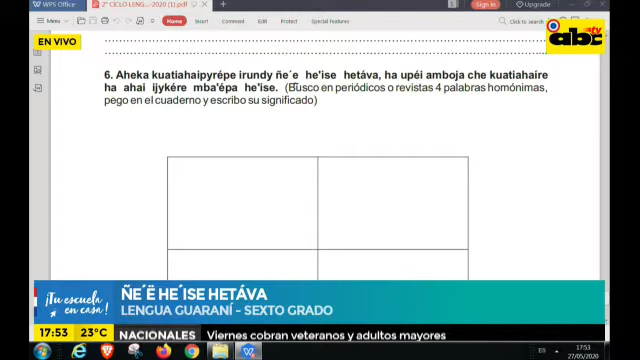 WPS Office
2° CICLO LENG...-2020 (1).pdf
Sign in
EN VIVO
Menu
Home
Insert
Comment
Edit
Protect
Special Features
Click to search
Upgrade
abc
tv
6. Aheka kuatiahaipyrépe irundy ñe´e he'ise hetáva, ha upéi amboja che kuatiahaíre
ha ahai ijykére mba'épa he'ise. (Busco en periódicos o revistas 4 palabras homónimas,
pego en el cuaderno y escribo su significado)
¡Tu escuela
en casa!
ÑE´Ë HE´ISE HETÁVA
LENGUA GUARANÍ - SEXTO GRADO
17:53 23°C NACIONALES Viernes cobran veteranos y adultos mayores
ES 17:53
27/05/2020